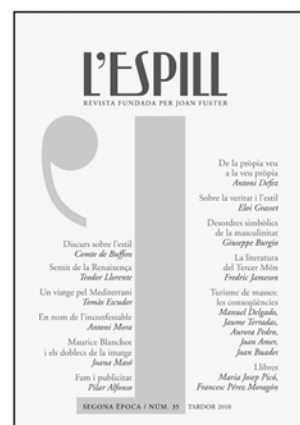 L'ESPILL
REVISTA FUNDADA PER JOAN FUSTER
Discurs sobre l'estil
Comte de Buffon
Sentit de la Renaixença
Teodor Llorente
Un viatge pel Mediterrani
Tomàs Escuder
En nom de l'inconfessable
Antoni Mora
Maurice Blanchot
i els doblecs de la imatge
Joana Masó
Fam i publicitat
Pilar Alfonso
De la pròpia veu
a la veu pròpia
Antoni Defez
Sobre la veritat i l'estil
Eloi Grasset
Desordres simbòlics
de la masculinitat
Giuseppe Burgio
La literatura
del Tercer Món
Fredric Jameson
Turisme de masses:
les conseqüències
Manuel Delgado,
Jaume Terradas,
Aurora Pedro,
Joan Amer,
Joan Buades
Llibres
Maria Josep Picó,
Francesc Pérez Moragón
SEGONA ÈPOCA / NÚM. 35 TARDOR 2010